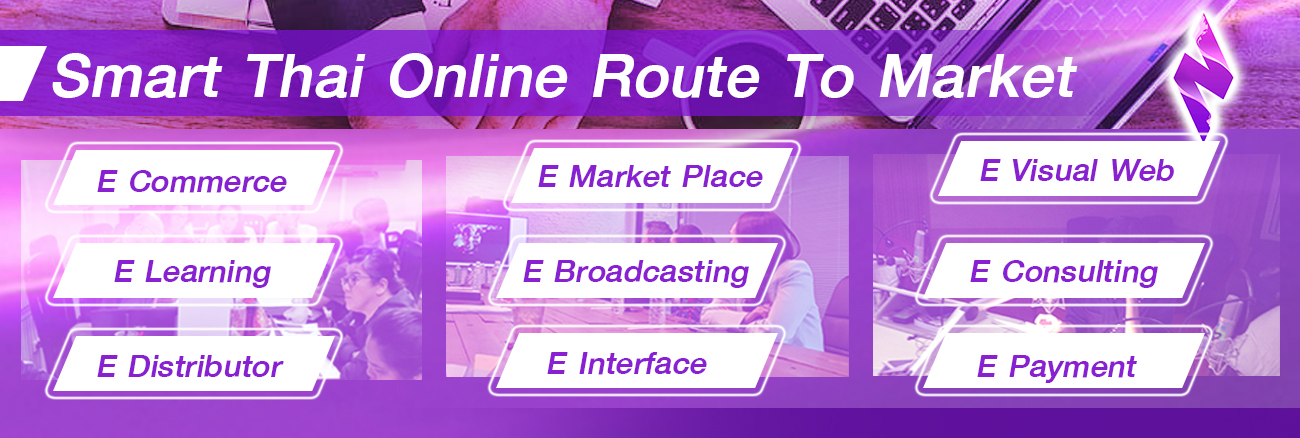 Smart Thai Online Route To Market
E Commerce
E Market Place
E Visual Web
E Learning
E Broadcasting
E Consulting
E Distributor
E Interface
E Payment